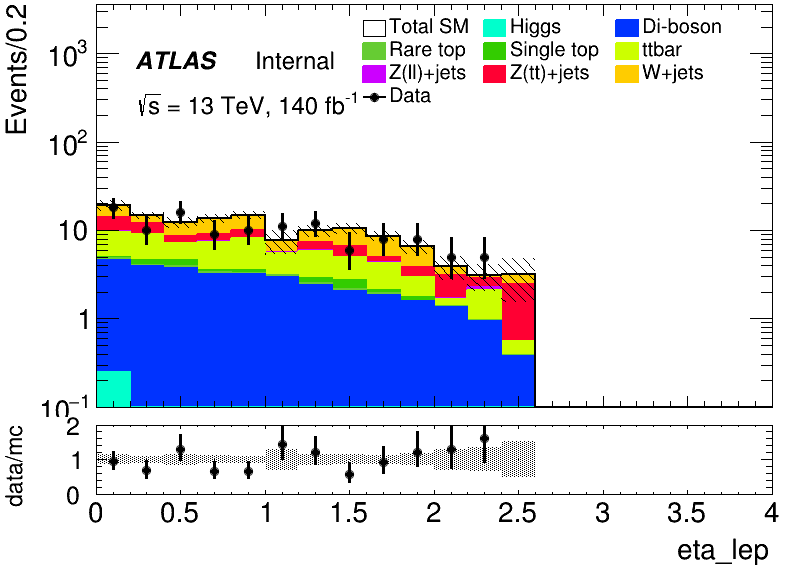 Events/0.2
10³
10²
10
1
10⁻¹
ATLAS Internal
√s = 13 TeV, 140 fb⁻¹
Total SM Higgs Di-boson
Rare top Single top ttbar
Z(ll)+jets Z(tt)+jets W+jets
Data
data/mc
2
1
0
0 0.5 1 1.5 2 2.5 3 3.5 4
eta_lep